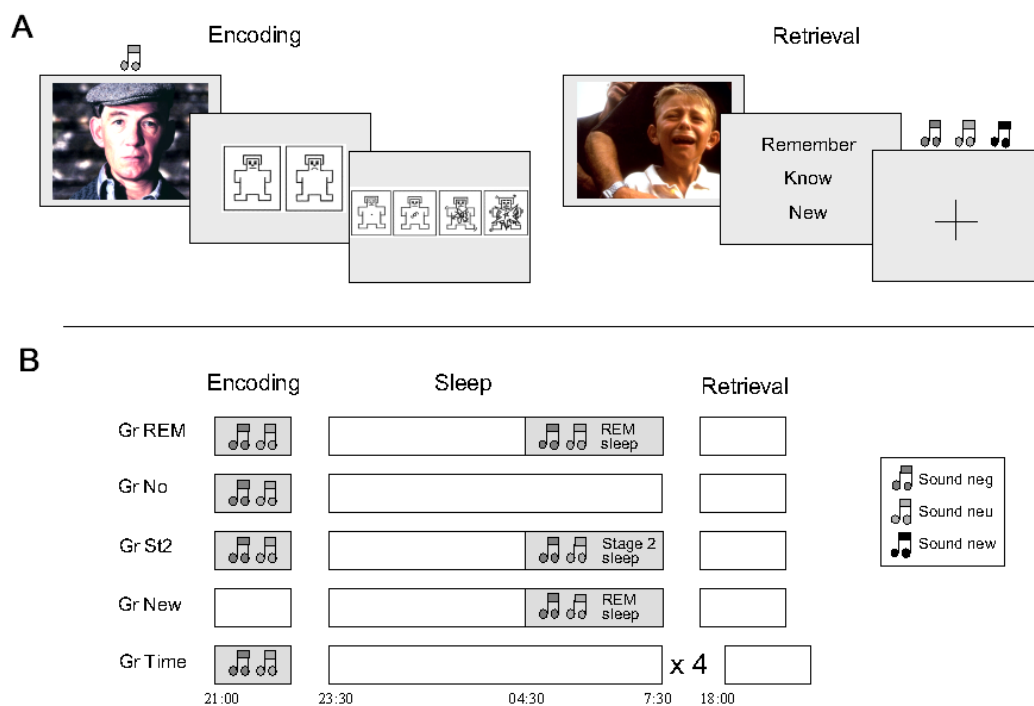 A
Encoding
Retrieval
Remember
Know
New
B
Encoding
Sleep
Retrieval
Gr REM
REM
sleep
Gr No
Gr St2
Stage 2
sleep
Gr New
REM
sleep
Gr Time
x 4
21:00
23:30
04:30
7:30
18:00
Sound neg
Sound neu
Sound new